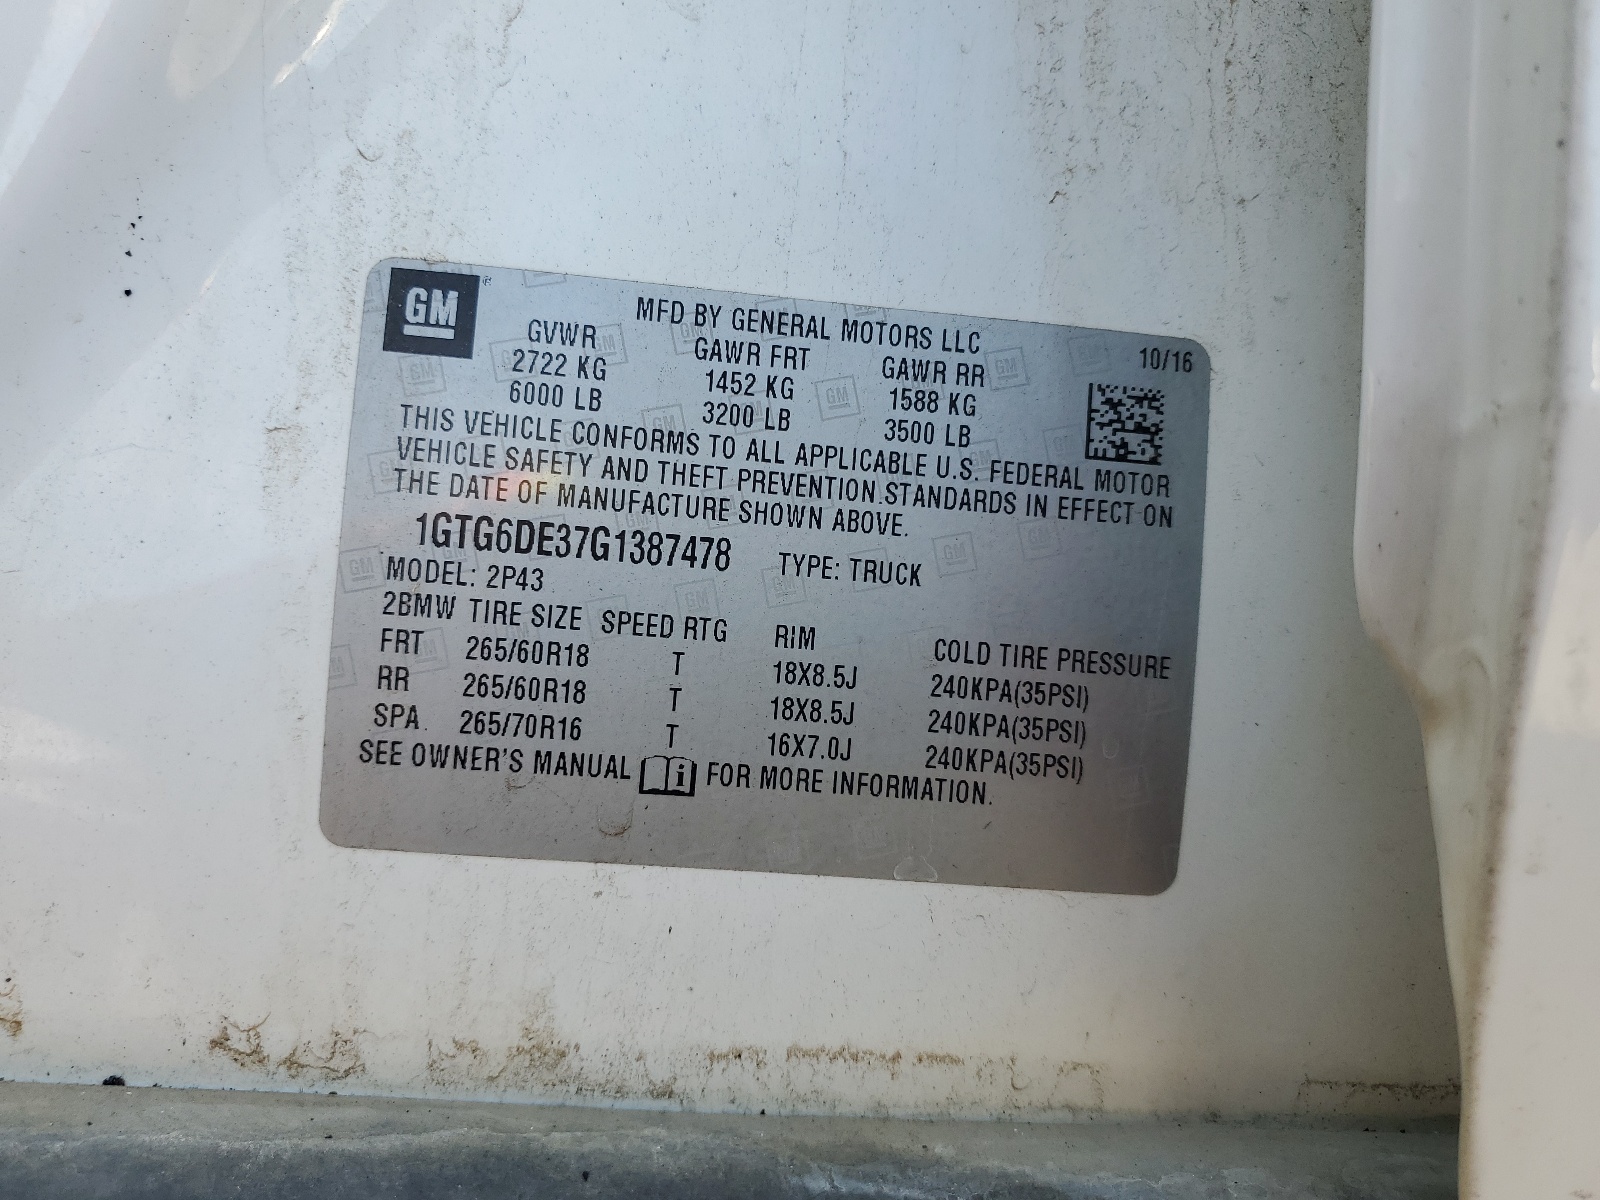 GM
MFD BY GENERAL MOTORS LLC
10/16
GVWR GAWR FRT GAWR RR
2722 KG 1452 KG 1588 KG
6000 LB 3200 LB 3500 LB
THIS VEHICLE CONFORMS TO ALL APPLICABLE U.S. FEDERAL MOTOR
VEHICLE SAFETY AND THEFT PREVENTION STANDARDS IN EFFECT ON
THE DATE OF MANUFACTURE SHOWN ABOVE.
1GTG6DE37G1387478 TYPE: TRUCK
MODEL: 2P43
2BMW TIRE SIZE SPEED RTG RIM COLD TIRE PRESSURE
FRT 265/60R18 T 18X8.5J 240KPA(35PSI)
RR 265/60R18 T 18X8.5J 240KPA(35PSI)
SPA 265/70R16 T 16X7.0J 240KPA(35PSI)
SEE OWNER'S MANUAL i FOR MORE INFORMATION.